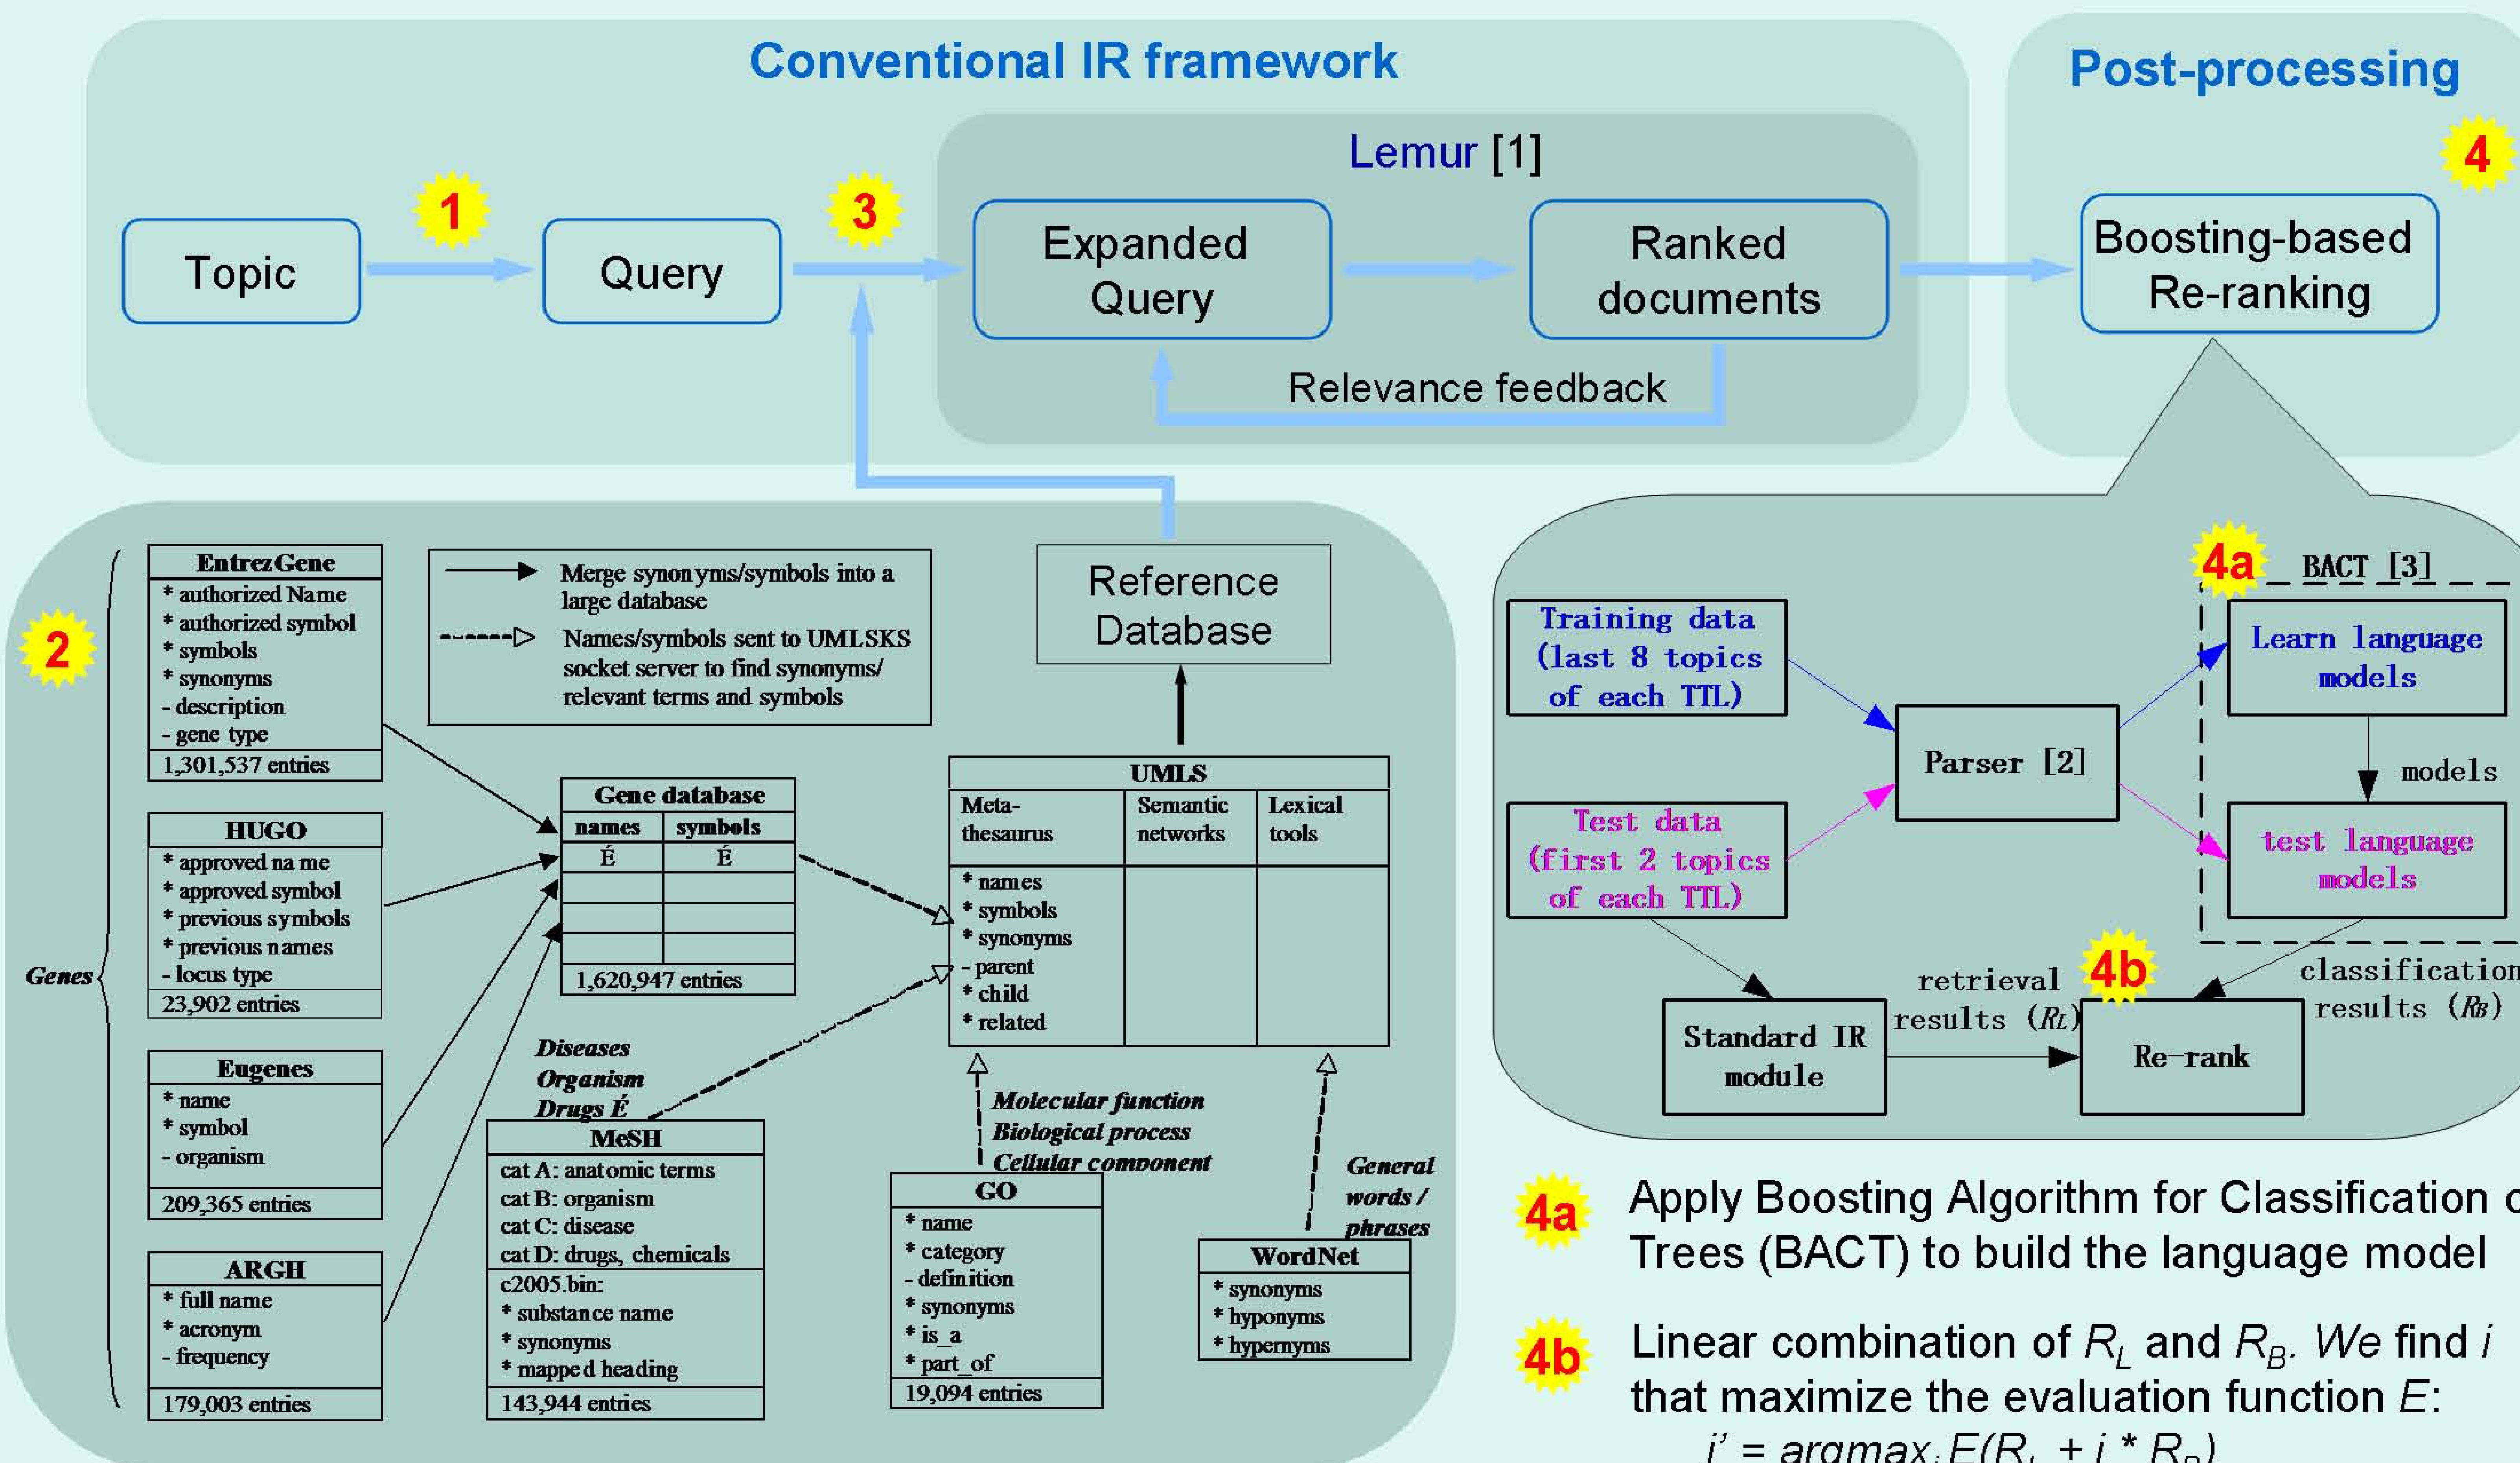 Conventional IR framework
Post-processing
Lemur [1]
4
1
3
Topic
Query
Expanded
Query
Ranked
documents
Boosting-based
Re-ranking
Relevance feedback
2
Genes
EntrezGene
* authorized Name
* authorized symbol
* symbols
* synonyms
- description
- gene type
1,301,537 entries
HUGO
* approved name
* approved symbol
* previous symbols
* previous names
- locus type
23,902 entries
Eugenes
* name
* symbol
- organism
209,365 entries
ARGH
* full name
* acronym
- frequency
179,003 entries
Merge synonyms/symbols into a
large database
Names/symbols sent to UMLSKS
socket server to find synonyms/
relevant terms and symbols
Reference
Database
Gene database
names symbols
É É
1,620,947 entries
UMLS
Meta-
thesaurus
Semantic
networks
Lexical
tools
* names
* symbols
* synonyms
- parent
* child
* related
Diseases
Organism
Drugs É
MeSH
cat A: anatomic terms
cat B: organism
cat C: disease
cat D: drugs, chemicals
c2005.bin:
* substance name
* synonyms
* mapped heading
143,944 entries
Molecular function
Biological process
Cellular component
GO
* name
* category
- definition
* synonyms
* is_a
* part_of
19,094 entries
General
words /
phrases
WordNet
* synonyms
* hyponyms
* hypernyms
4a
BACT [3]
Training data
(last 8 topics
of each TTL)
Learn language
models
Parser [2]
models
Test data
(first 2 topics
of each TTL)
test language
models
4b
retrieval
results (RL)
classification
results (RB)
Standard IR
module
Re-rank
4a Apply Boosting Algorithm for Classification
Trees (BACT) to build the language model
4b Linear combination of RL and RB. We find i
that maximize the evaluation function E:
i' = argmaxi E(RL + i * RB)